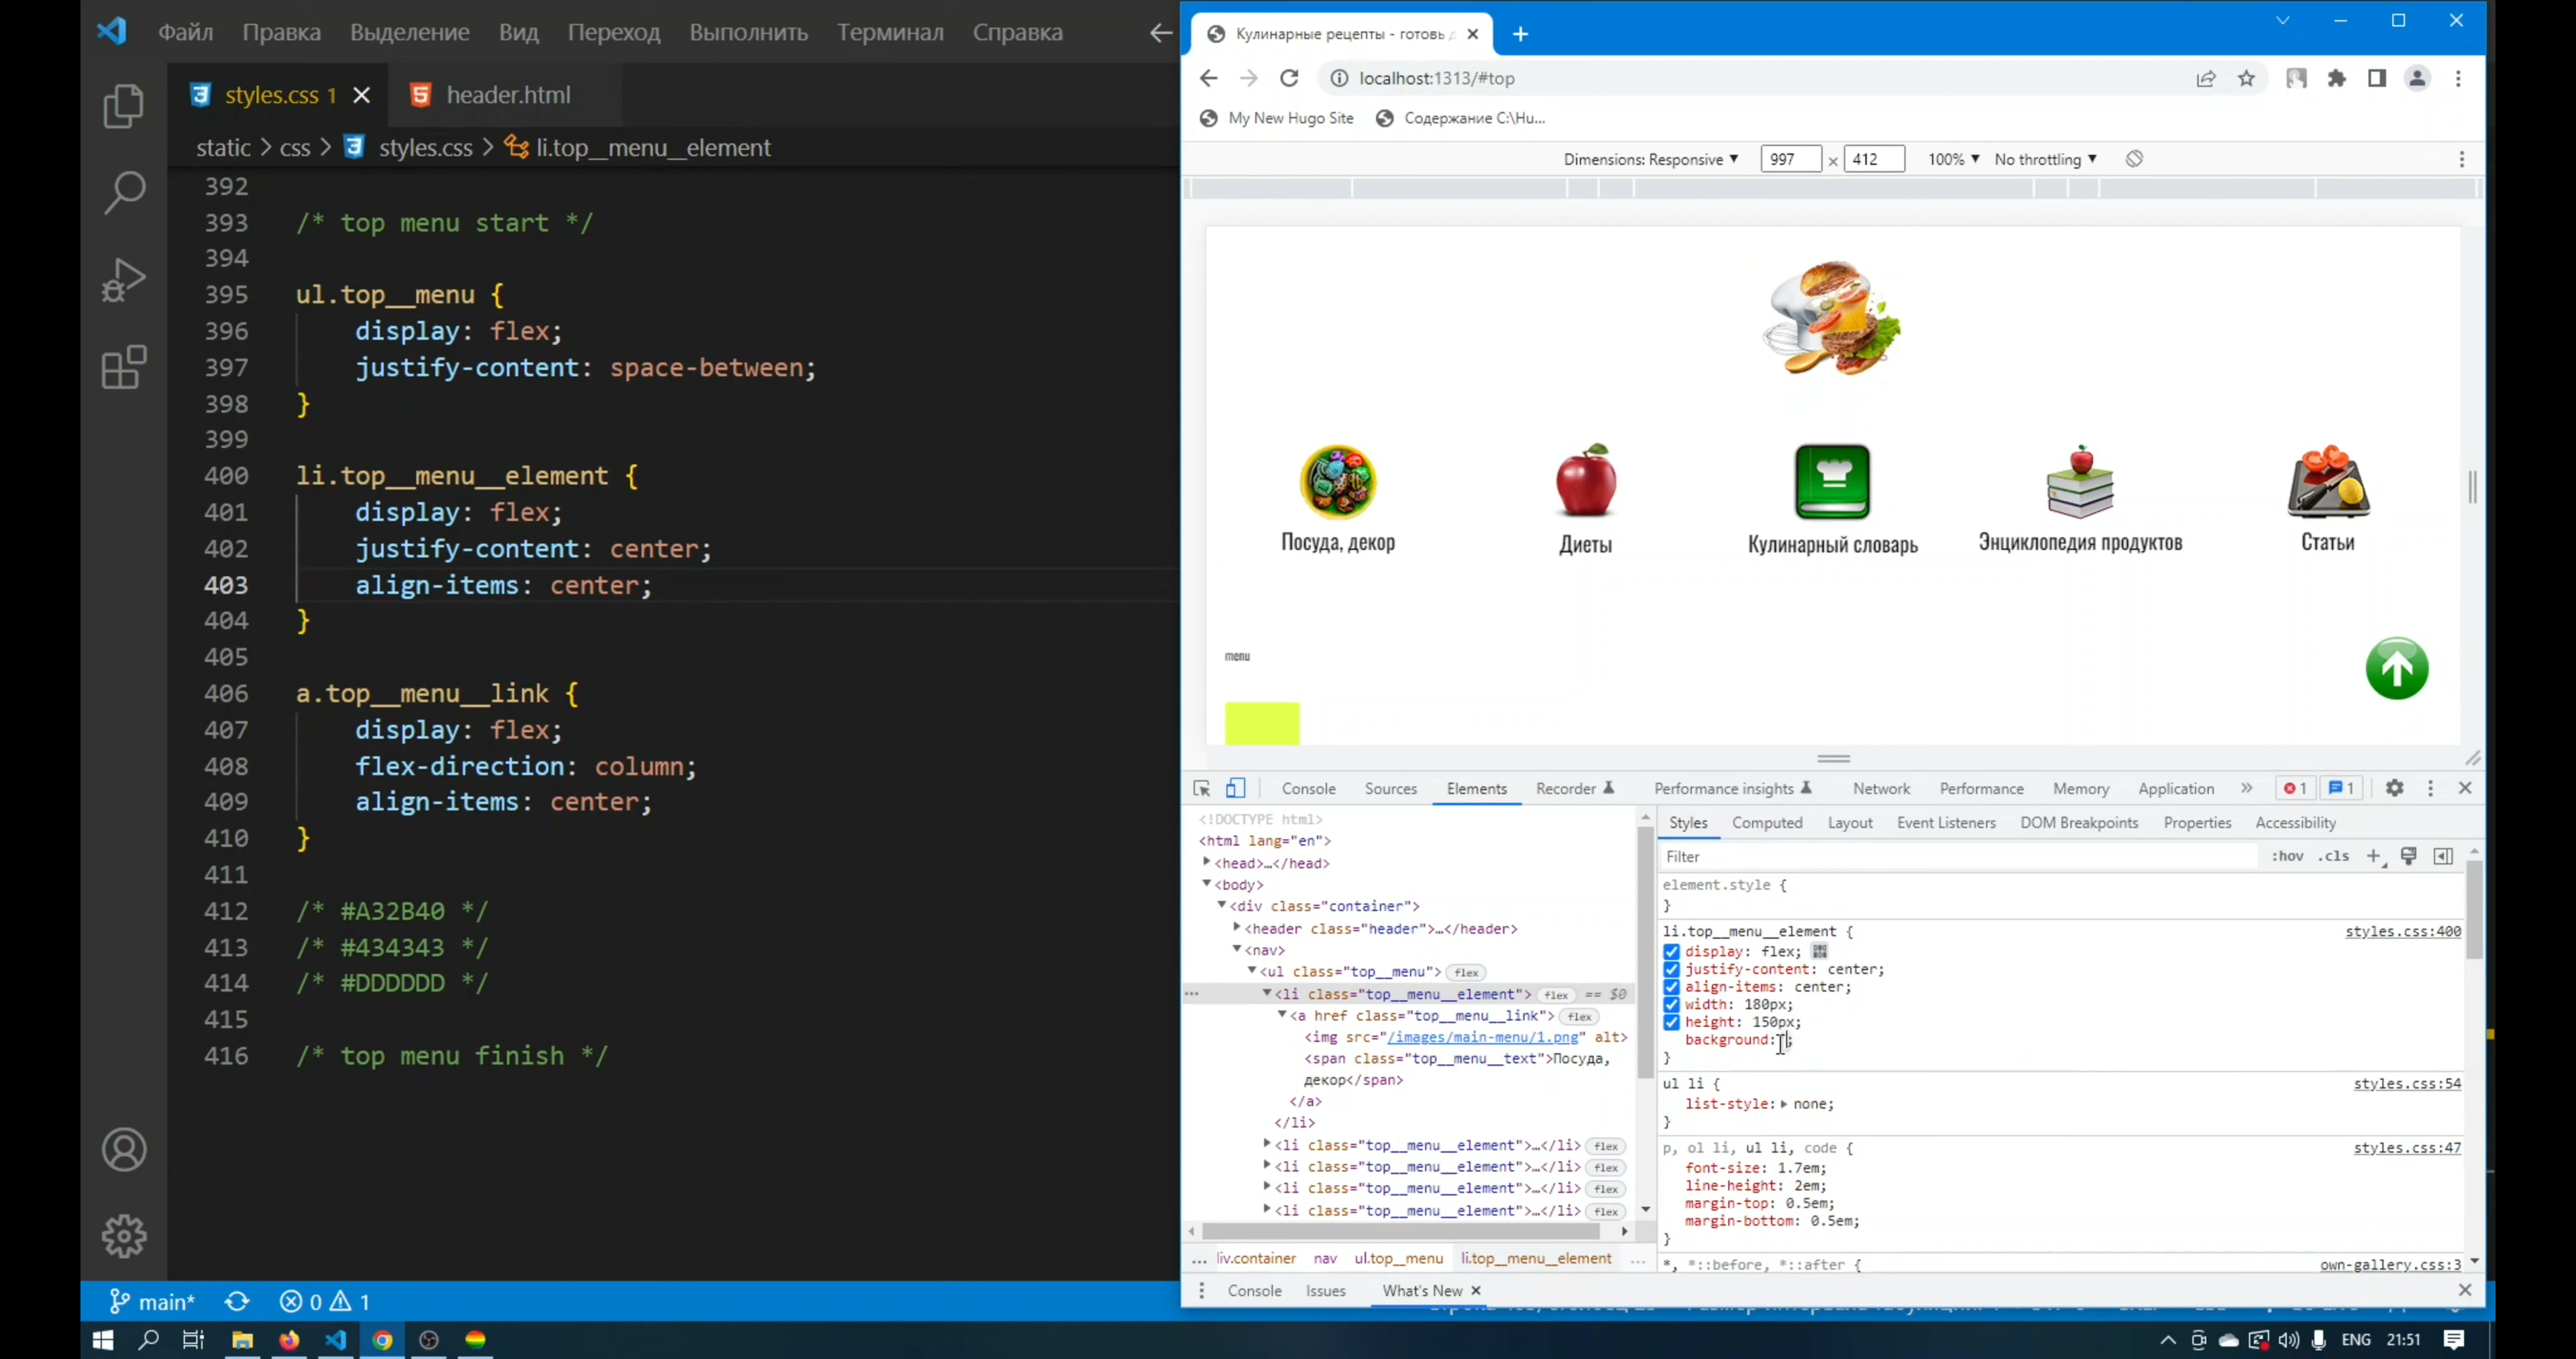 Файл Правка Выделение Вид Переход Выполнить Терминал Справка
styles.css 1
header.html
static > css > styles.css > li.top__menu__element
392
393 /* top menu start */
394
395 ul.top__menu {
396 display: flex;
397 justify-content: space-between;
398 }
399
400 li.top__menu__element {
401 display: flex;
402 justify-content: center;
403 align-items: center;
404 }
405
406 a.top__menu__link {
407 display: flex;
408 flex-direction: column;
409 align-items: center;
410 }
411
412 /* #A32B40 */
413 /* #434343 */
414 /* #DDDDDD */
415
416 /* top menu finish */
main* 0 1
Кулинарные рецепты - готовь
localhost:1313/#top
My New Hugo Site
Содержание C:\Hu...
Dimensions: Responsive 997 × 412 100% No throttling
Посуда, декор
Диеты
Кулинарный словарь
Энциклопедия продуктов
Статьи
menu
Console Sources Elements Recorder Performance insights Network Performance Memory Application » 1 1
<!DOCTYPE html>
<html lang="en">
<head>…</head>
<body>
<div class="container">
<header class="header">…</header>
<nav>
<ul class="top__menu"> flex
<li class="top__menu__element"> flex == $0
<a href class="top__menu__link"> flex
<img src="/images/main-menu/1.png" alt>
<span class="top__menu__text">Посуда,
декор</span>
</a>
</li>
<li class="top__menu__element">…</li> flex
<li class="top__menu__element">…</li> flex
<li class="top__menu__element">…</li> flex
<li class="top__menu__element">…</li> flex
... iv.container nav ul.top__menu li.top__menu__element ...
Styles Computed Layout Event Listeners DOM Breakpoints Properties Accessibility
Filter :hov .cls +
element.style {
}
li.top__menu__element { styles.css:400
display: flex;
justify-content: center;
align-items: center;
width: 180px;
height: 150px;
background: ;
}
ul li { styles.css:54
list-style: none;
}
p, ol li, ul li, code { styles.css:47
font-size: 1.7em;
line-height: 2em;
margin-top: 0.5em;
margin-bottom: 0.5em;
}
*, *::before, *::after { own-gallery.css:3
Console Issues What's New
ENG 21:51